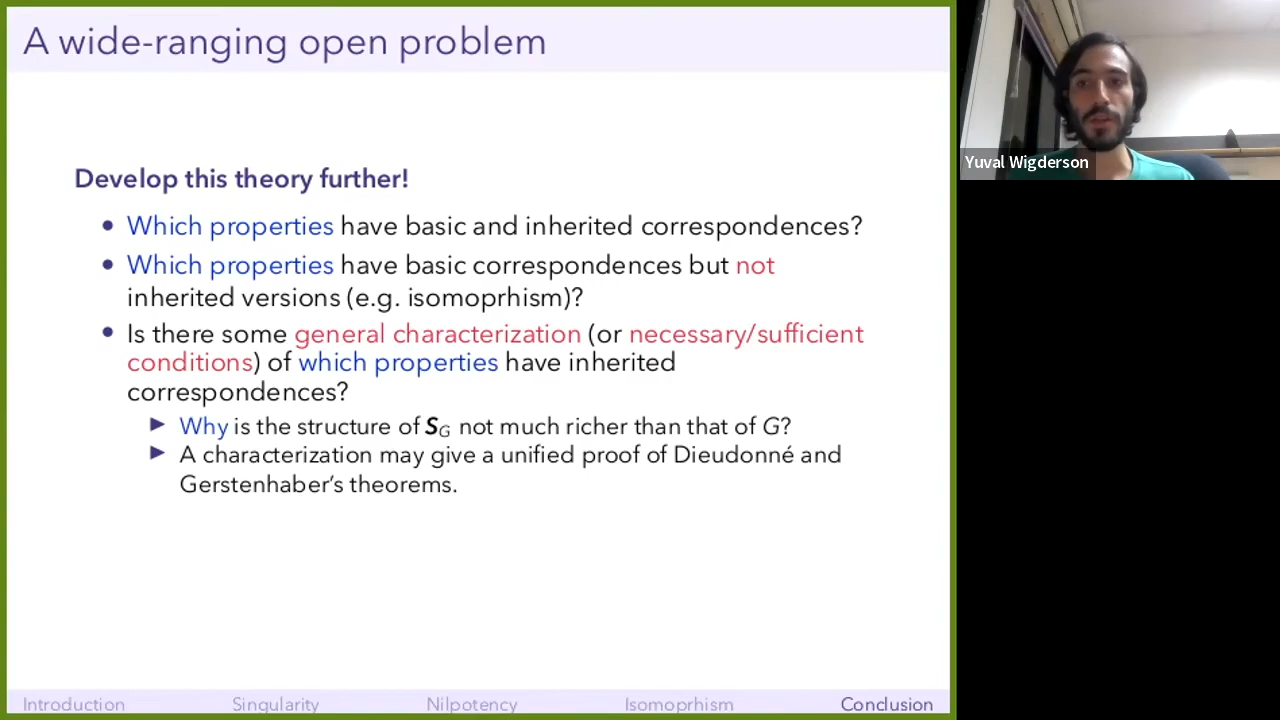 A wide-ranging open problem
Yuval Wigderson
Develop this theory further!
• Which properties have basic and inherited correspondences?
• Which properties have basic correspondences but not
inherited versions (e.g. isomoprhism)?
• Is there some general characterization (or necessary/sufficient
conditions) of which properties have inherited
correspondences?
▶ Why is the structure of S_G not much richer than that of G?
▶ A characterization may give a unified proof of Dieudonné and
Gerstenhaber's theorems.
Introduction Singularity Nilpotency Isomoprhism Conclusion